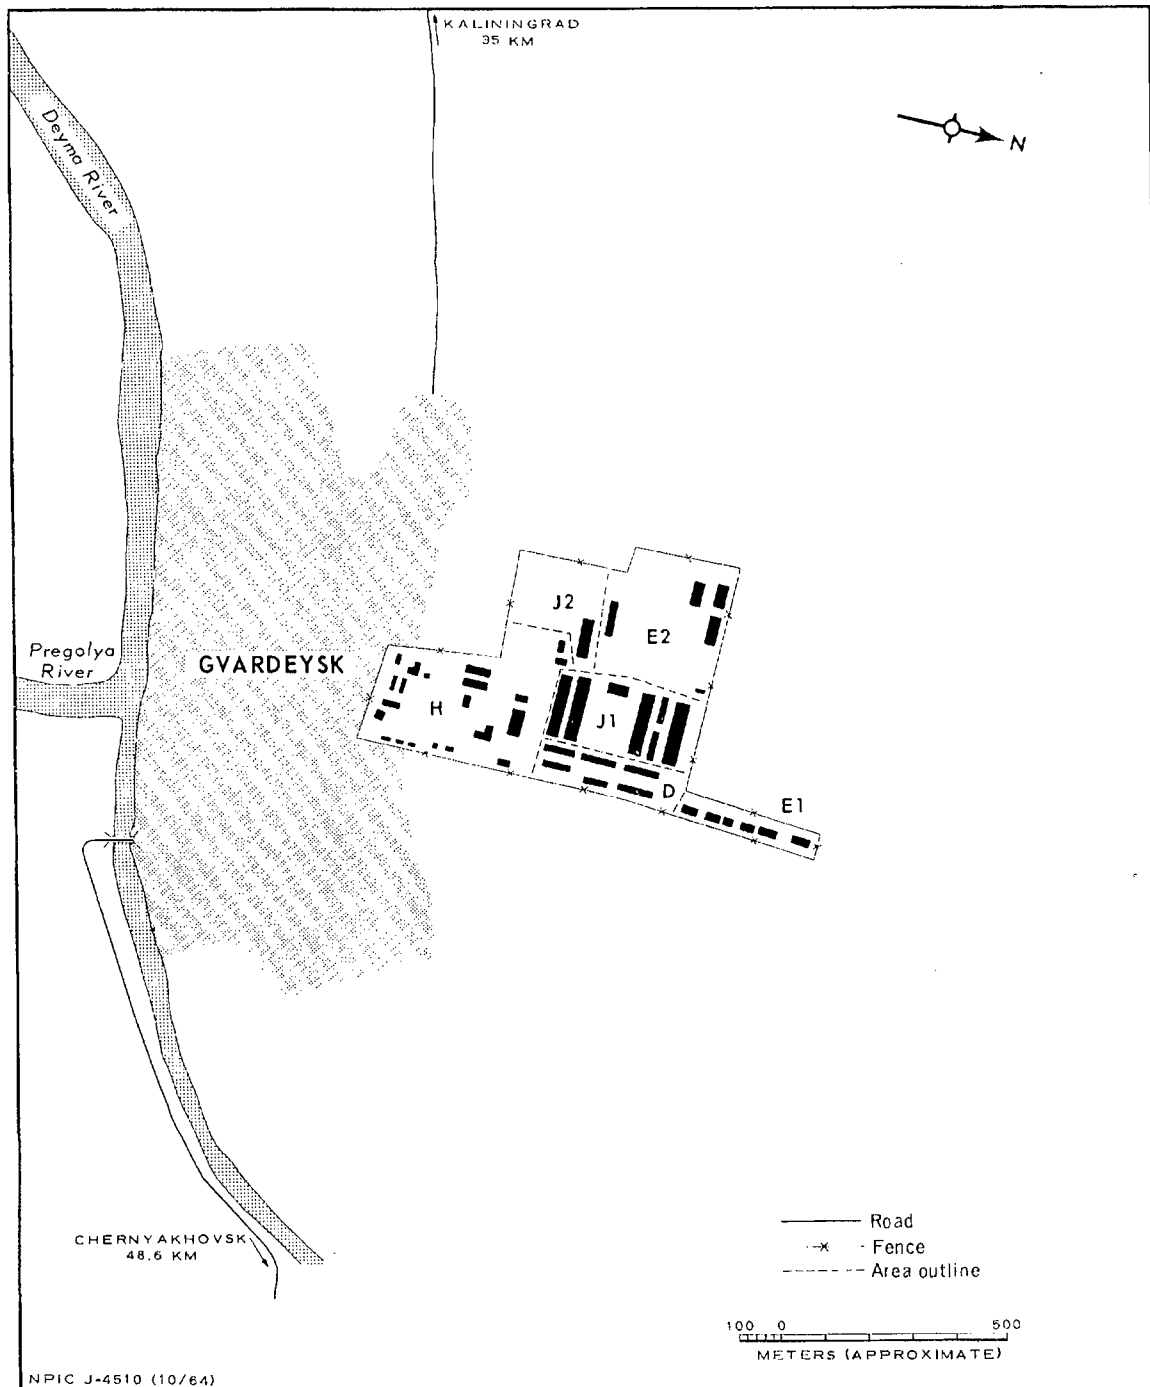 KALININGRAD
35 KM
N
Deyma River
J2
E2
Pregolya
River
GVARDEYSK
H
J1
D
E1
CHERNYAKHOVSK
48.6 KM
Road
Fence
Area outline
100 0 500
METERS (APPROXIMATE)
NPIC J-4510 (10/64)